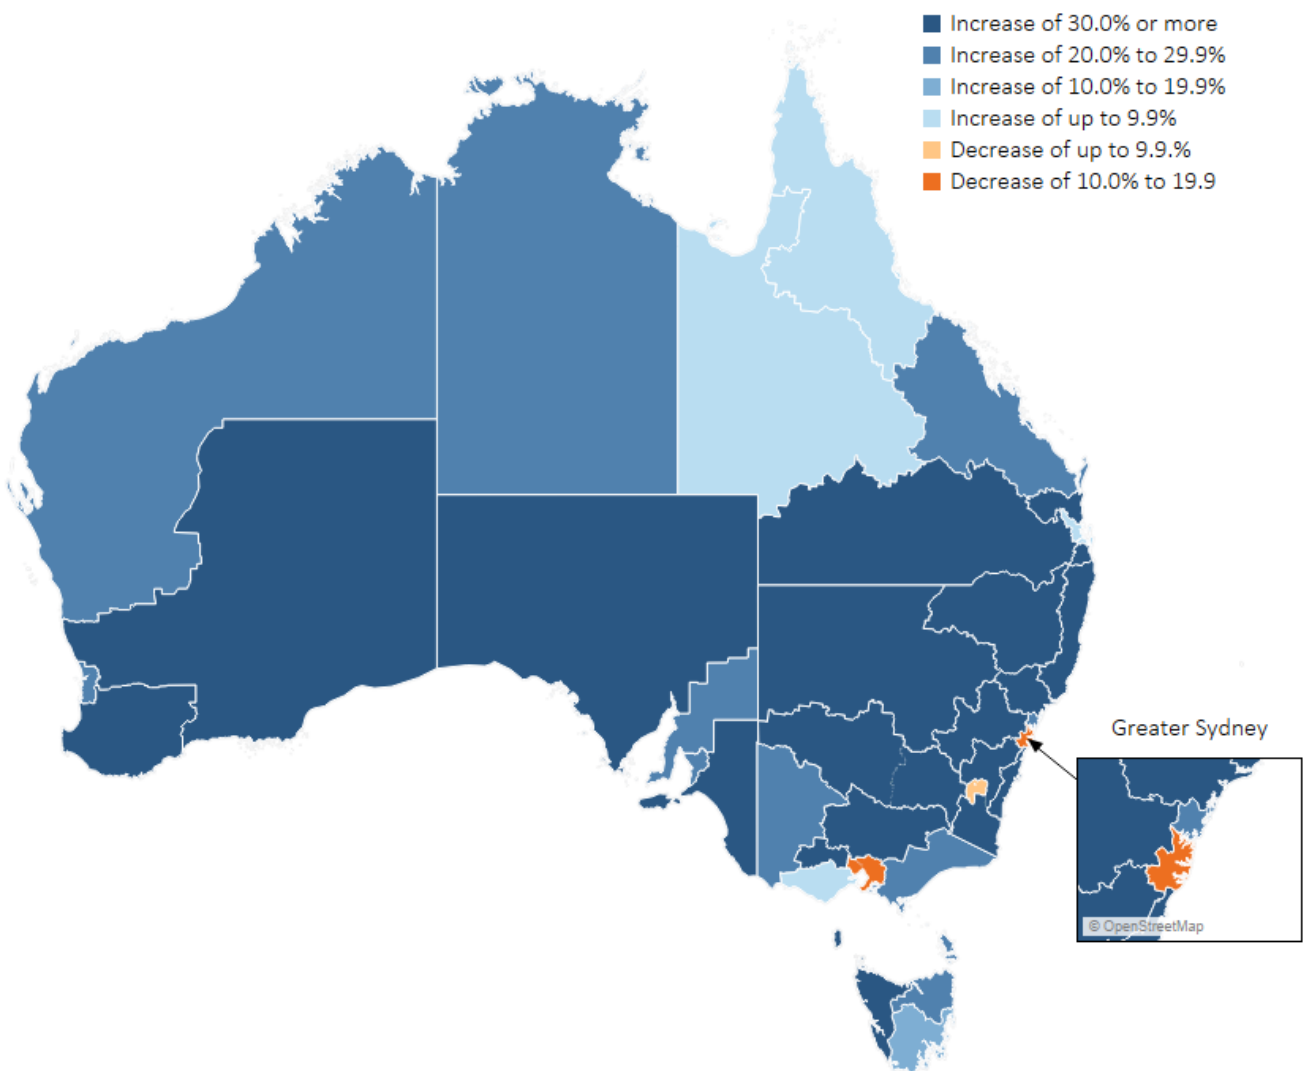 Increase of 30.0% or more
Increase of 20.0% to 29.9%
Increase of 10.0% to 19.9%
Increase of up to 9.9%
Decrease of up to 9.9.%
Decrease of 10.0% to 19.9
Greater Sydney
© OpenStreetMap